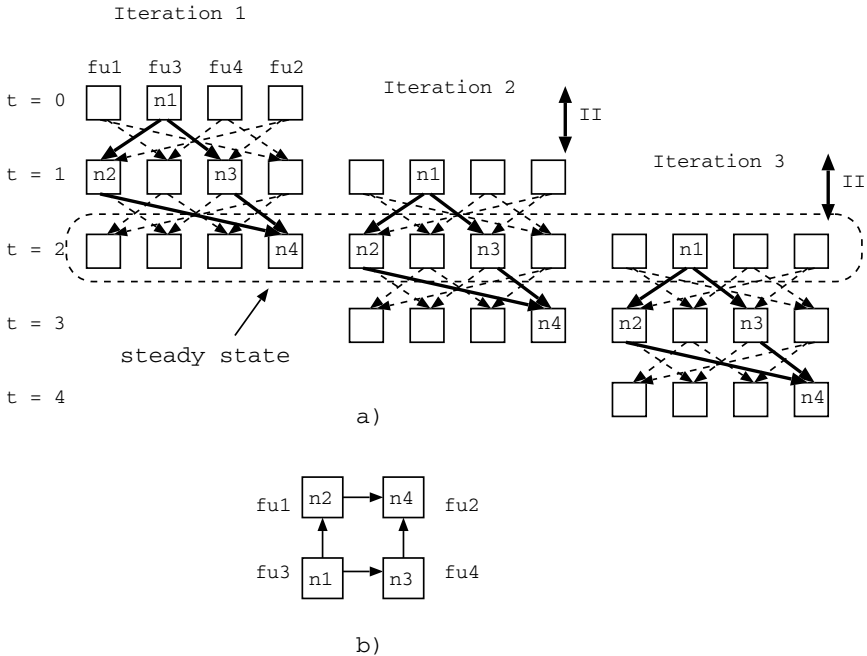 Iteration 1
fu1 fu3 fu4 fu2
Iteration 2
t = 0 n1
II
Iteration 3
t = 1 n2 n3 n1
II
t = 2 n4 n2 n3 n1
t = 3 n4 n2 n3
steady state
t = 4 n4
a)
fu1 n2 n4 fu2
fu3 n1 n3 fu4
b)